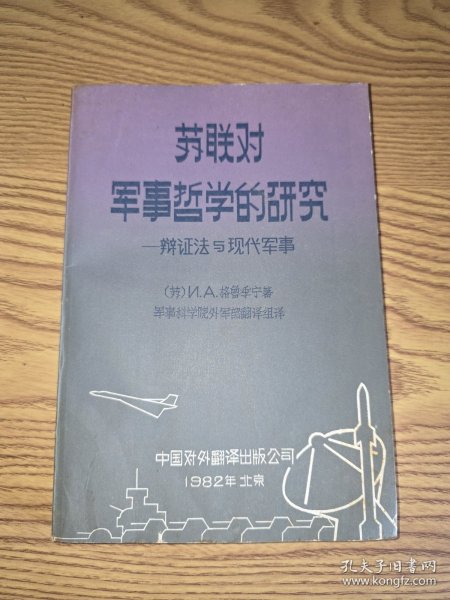 苏联对
军事哲学的研究
—辩证法与现代军事
(苏)И.А.格鲁季宁著
军事科学院外军部翻译组译
中国对外翻译出版公司
1982年北京
孔夫子旧书网
www.kongfz.com